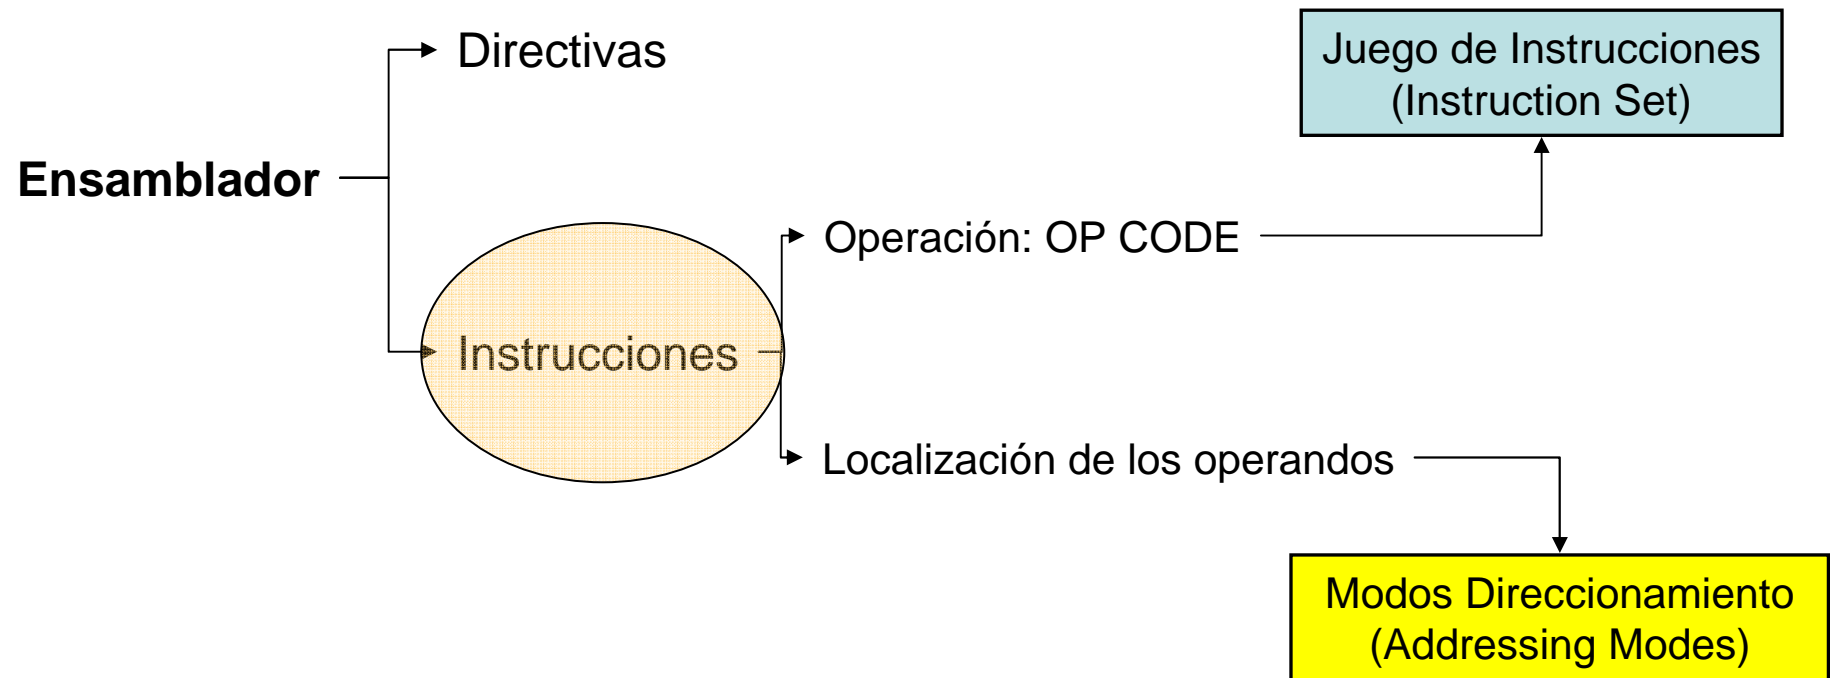 Directivas
Juego de Instrucciones
(Instruction Set)
Ensamblador
Operación: OP CODE
Instrucciones
Localización de los operandos
Modos Direccionamiento
(Addressing Modes)